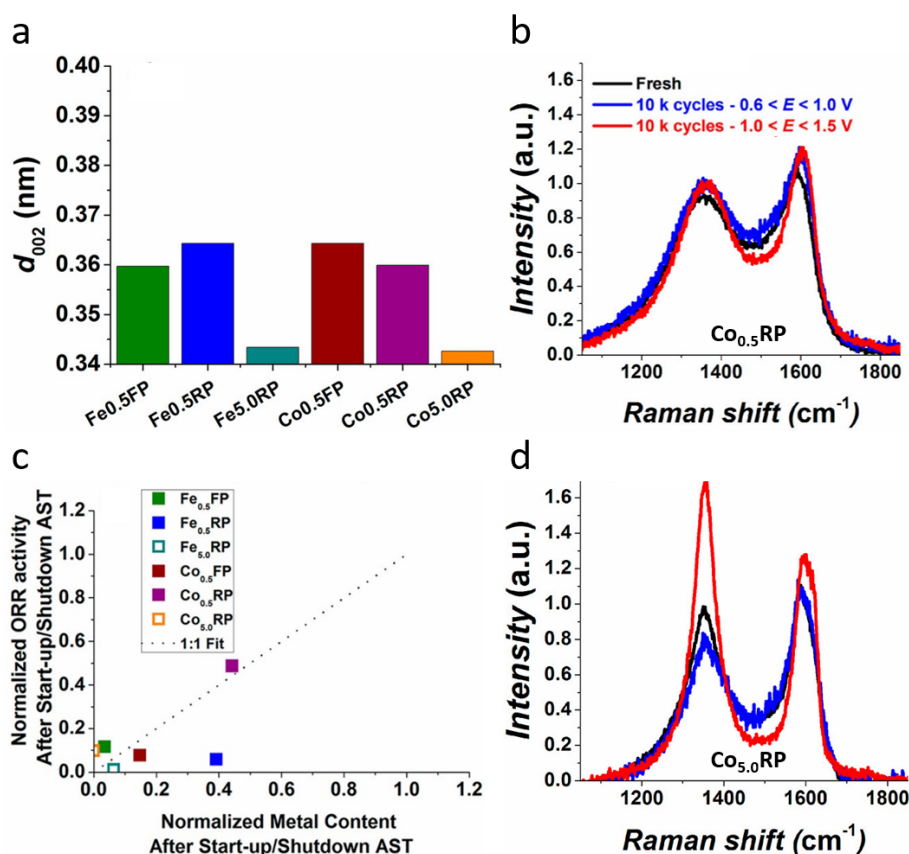 a
0.40
0.39
0.38
0.37
0.36
0.35
0.34
d002 (nm)
Fe0.5FP
Fe0.5RP
Fe5.0RP
Co0.5FP
Co0.5RP
Co5.0RP
b
1.6
1.4
1.2
1.0
0.8
0.6
0.4
0.2
0.0
Intensity (a.u.)
Fresh
10 k cycles - 0.6 < E < 1.0 V
10 k cycles - 1.0 < E < 1.5 V
Co0.5RP
1200 1400 1600 1800
Raman shift (cm-1)
c
Normalized ORR activity
After Start-up/Shutdown AST
1.2
1.0
0.8
0.6
0.4
0.2
0.0
Fe0.5FP
Fe0.5RP
Fe5.0RP
Co0.5FP
Co0.5RP
Co5.0RP
1:1 Fit
0.0 0.2 0.4 0.6 0.8 1.0 1.2
Normalized Metal Content
After Start-up/Shutdown AST
d
1.6
1.4
1.2
1.0
0.8
0.6
0.4
0.2
0.0
Intensity (a.u.)
Co5.0RP
1200 1400 1600 1800
Raman shift (cm-1)